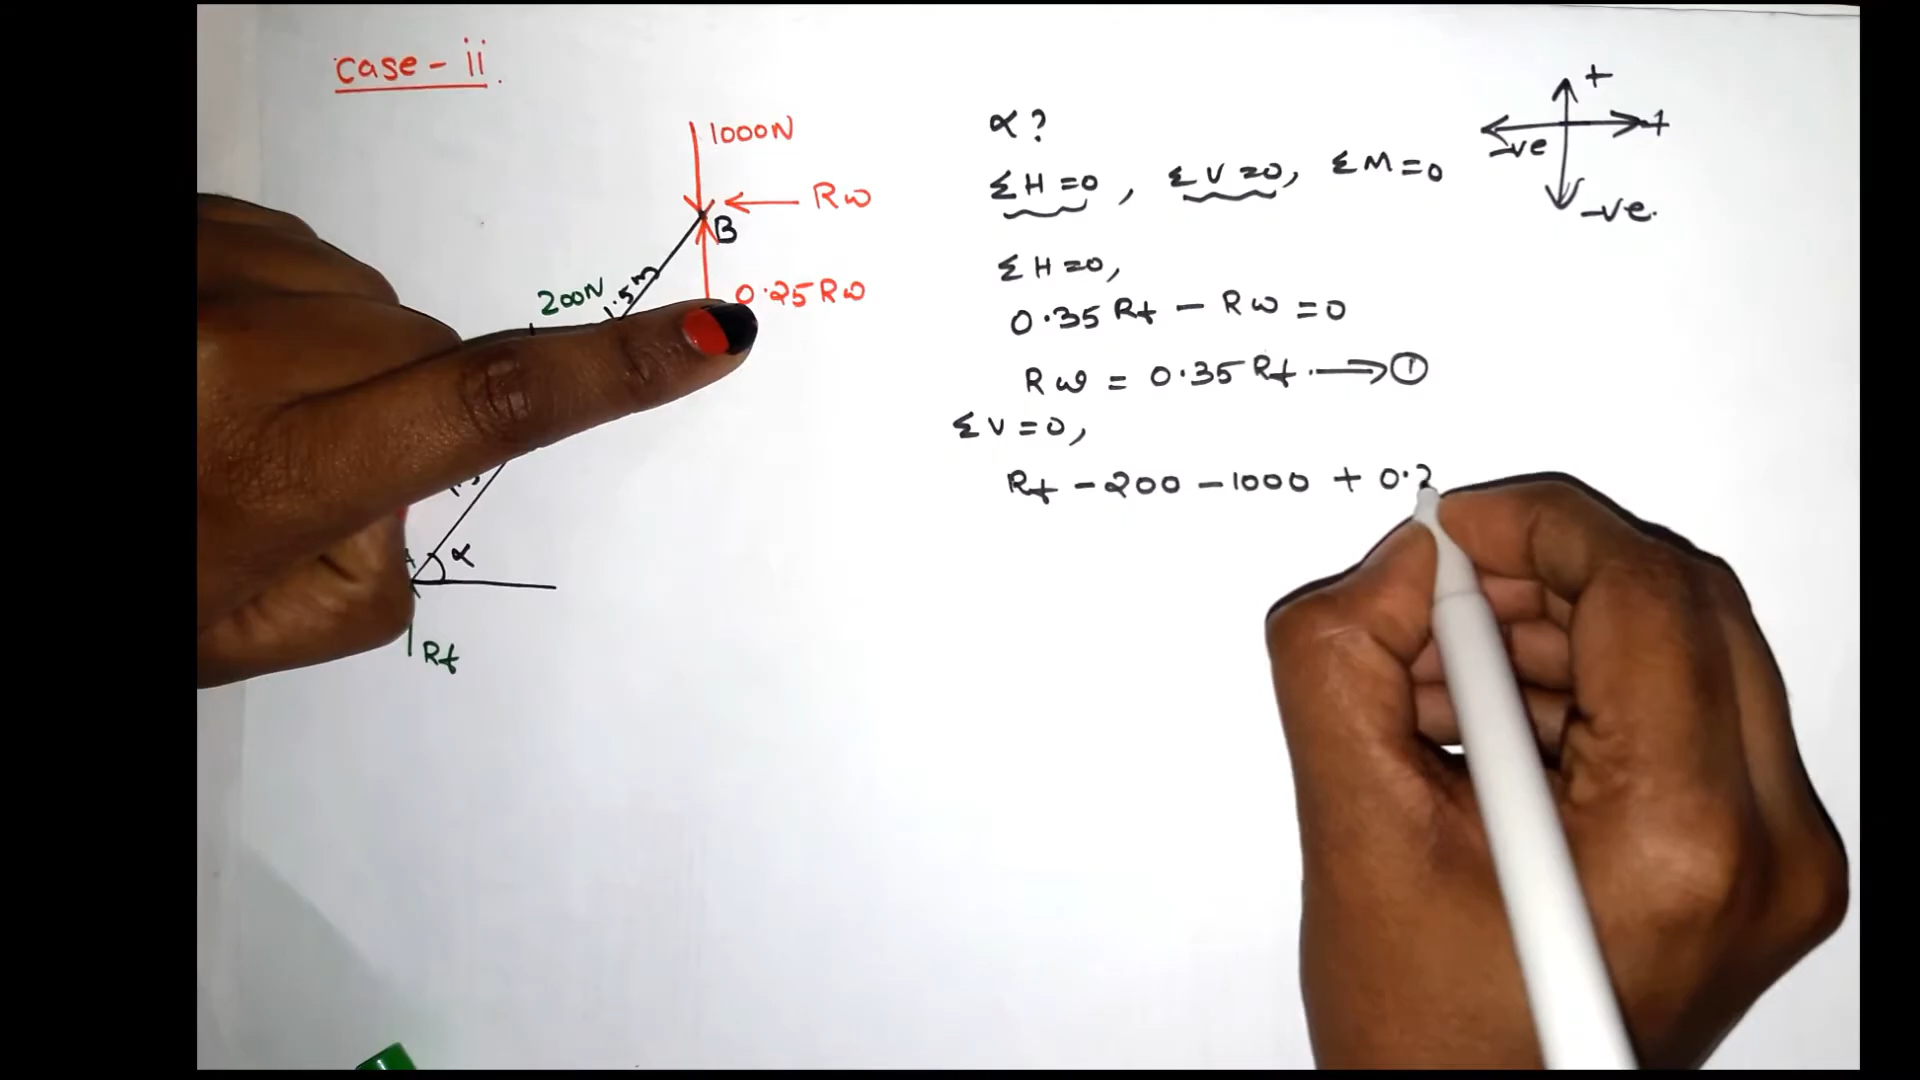 case - ii.
1000N
Rw
B
0.25Rw
200N
1.5m
A
α
Rf
α?
ΣH=0, ΣV=0, ΣM=0
+
+
-ve
-ve.
ΣH=0,
0.35 Rf - Rw = 0
Rw = 0.35 Rf. → ①
ΣV=0,
Rf - 200 - 1000 + 0.2